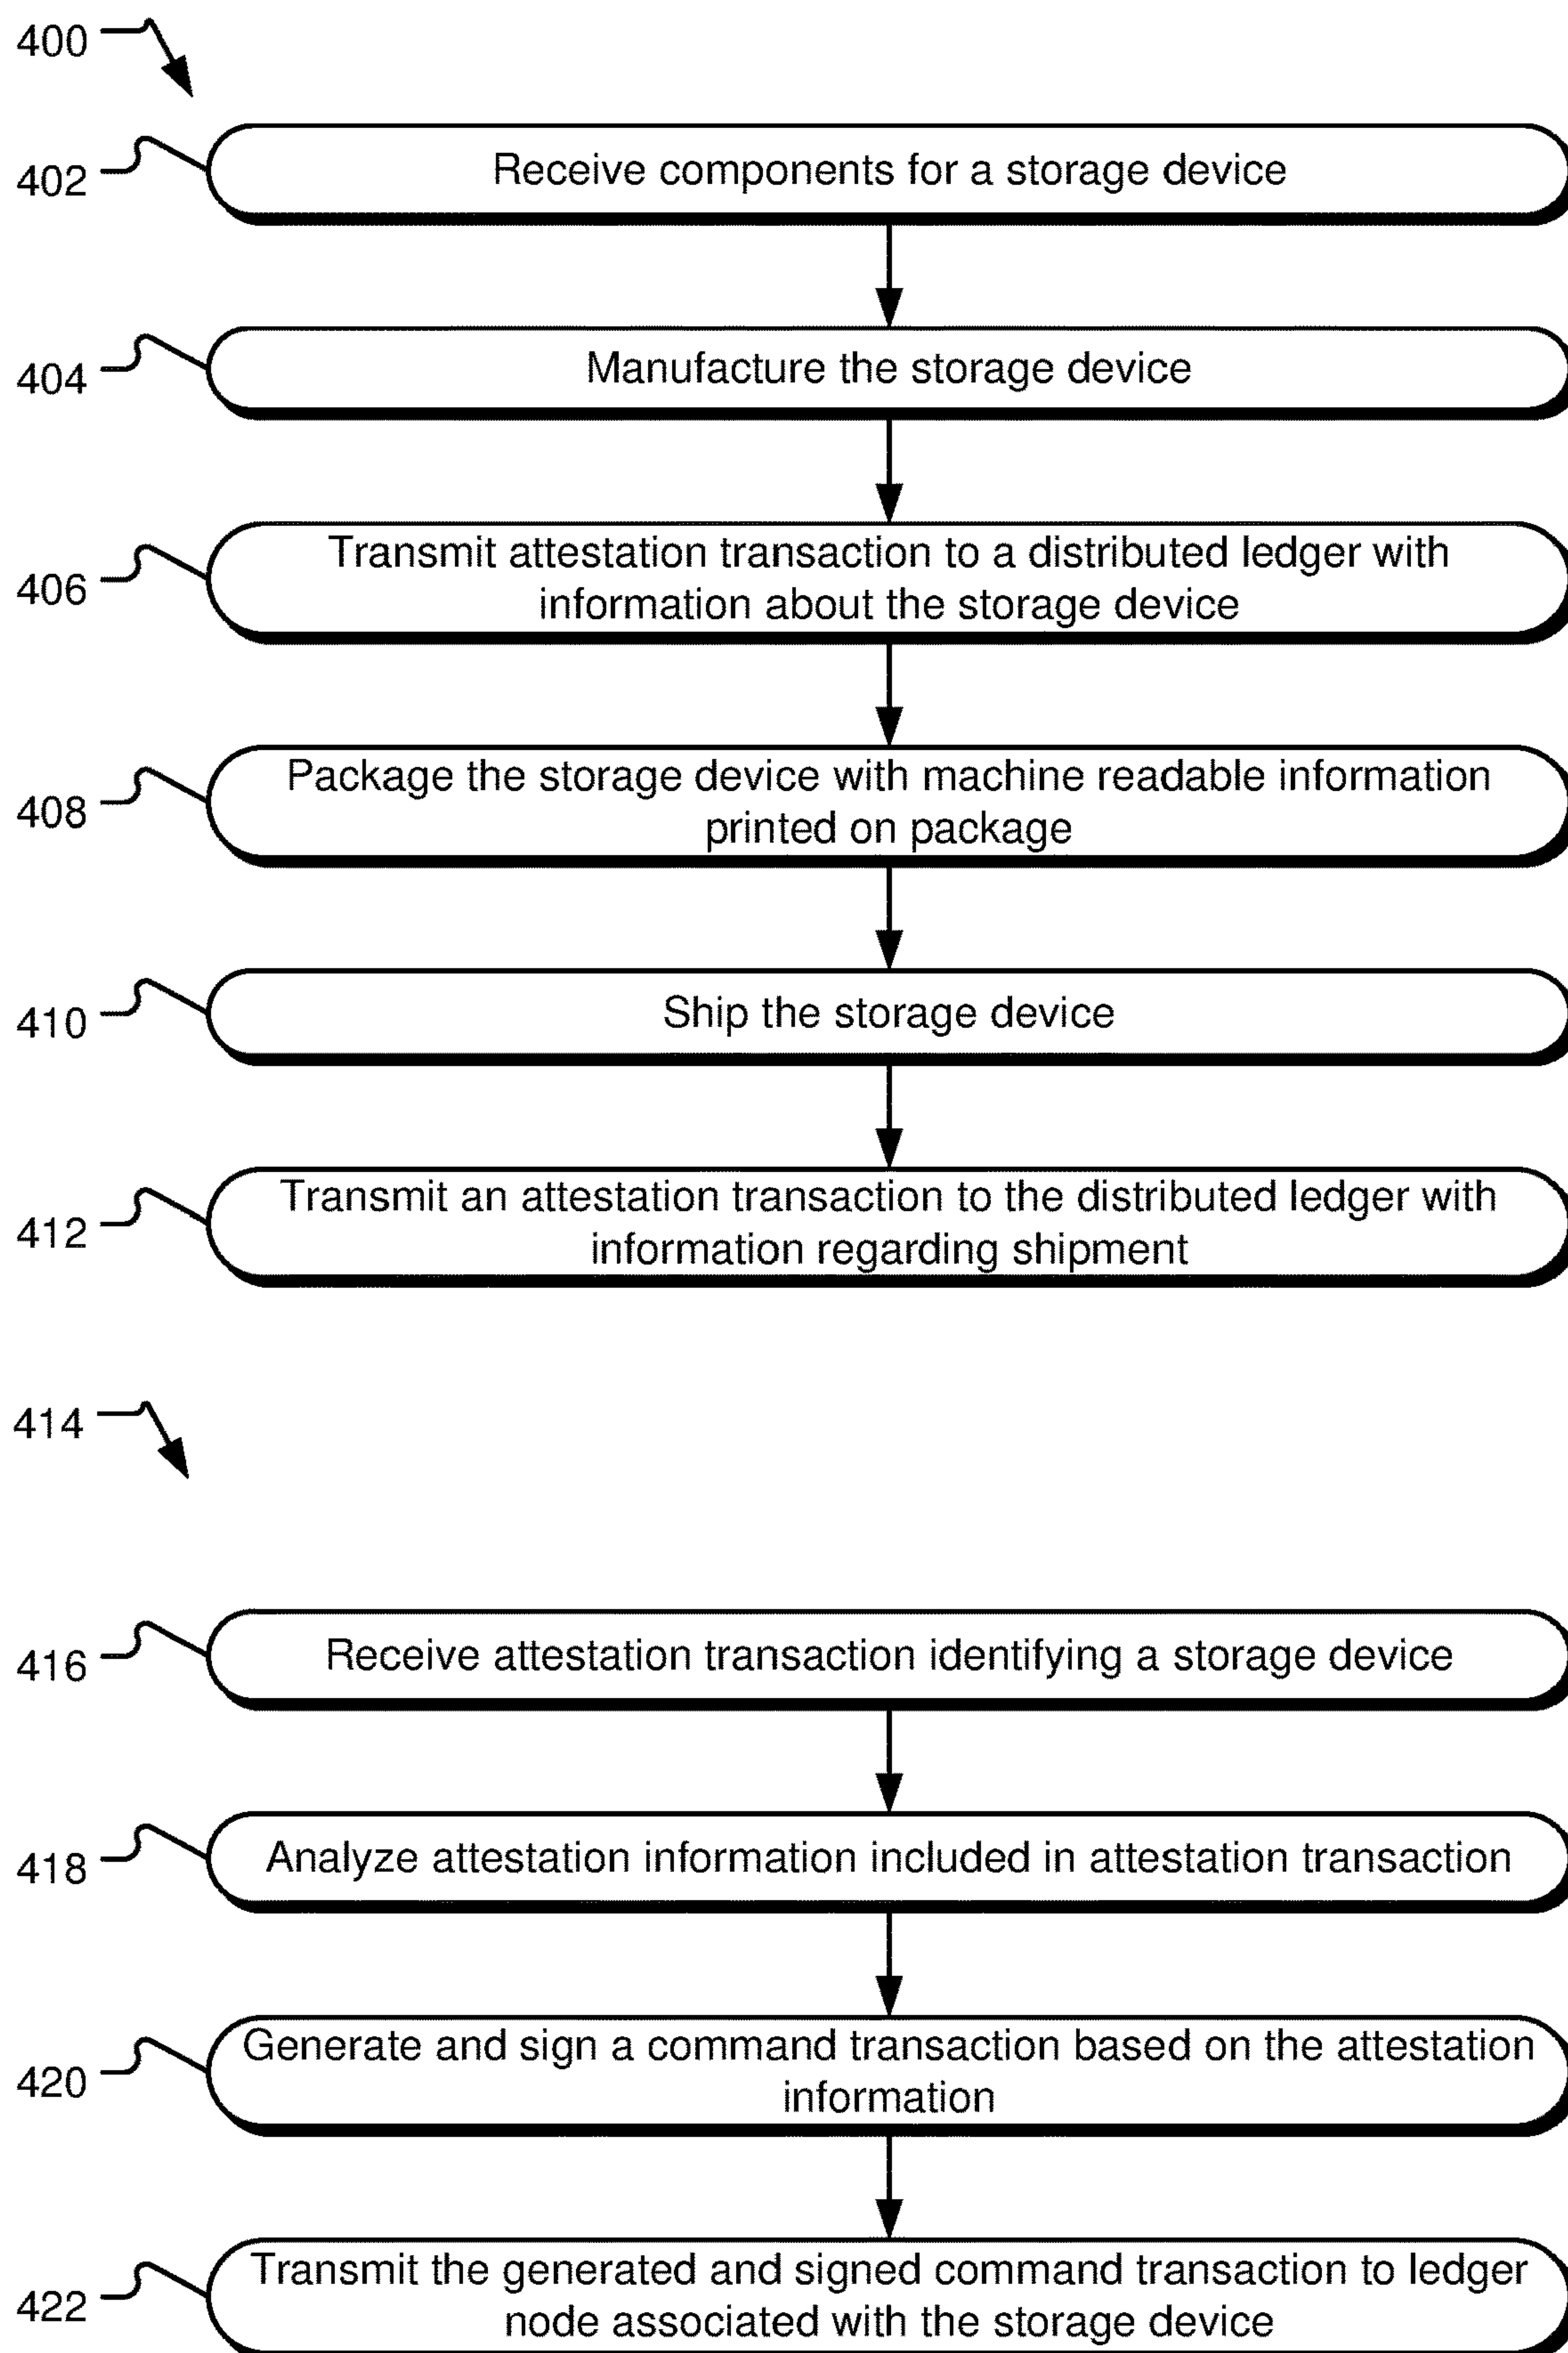 400
402
Receive components for a storage device
404
Manufacture the storage device
406
Transmit attestation transaction to a distributed ledger with
information about the storage device
408
Package the storage device with machine readable information
printed on package
410
Ship the storage device
412
Transmit an attestation transaction to the distributed ledger with
information regarding shipment
414
416
Receive attestation transaction identifying a storage device
418
Analyze attestation information included in attestation transaction
420
Generate and sign a command transaction based on the attestation
information
422
Transmit the generated and signed command transaction to ledger
node associated with the storage device